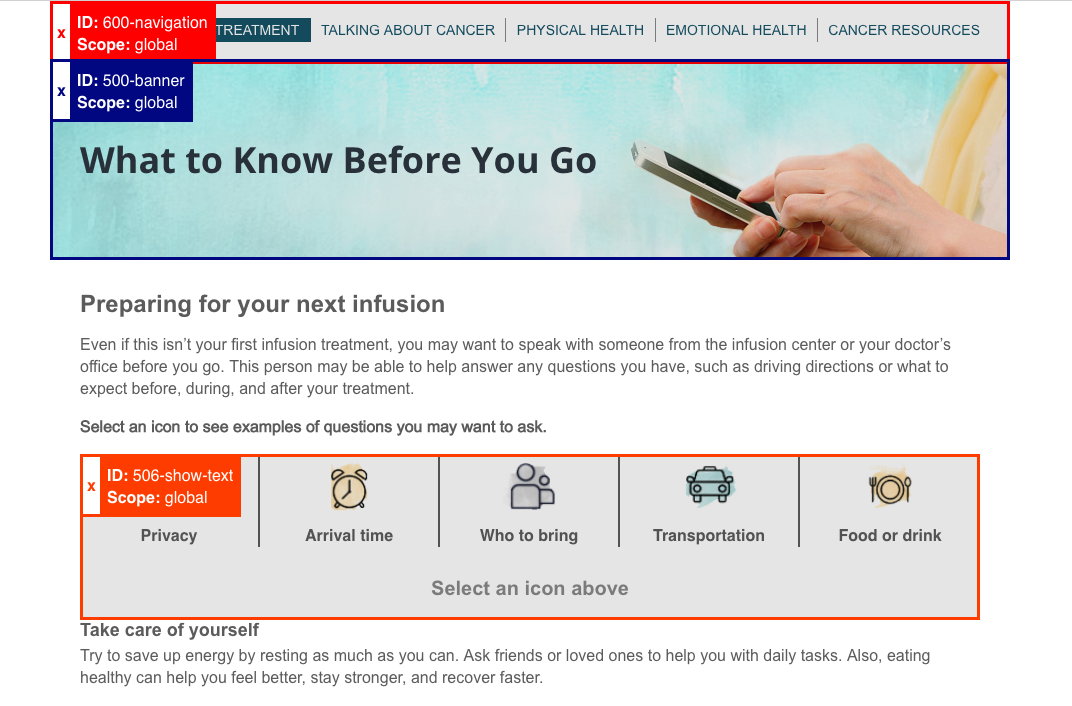 x ID: 600-navigation
Scope: global
TREATMENT TALKING ABOUT CANCER PHYSICAL HEALTH EMOTIONAL HEALTH CANCER RESOURCES
x ID: 500-banner
Scope: global
What to Know Before You Go
Preparing for your next infusion
Even if this isn’t your first infusion treatment, you may want to speak with someone from the infusion center or your doctor’s
office before you go. This person may be able to help answer any questions you have, such as driving directions or what to
expect before, during, and after your treatment.
Select an icon to see examples of questions you may want to ask.
x ID: 506-show-text
Scope: global
Privacy Arrival time Who to bring Transportation Food or drink
Select an icon above
Take care of yourself
Try to save up energy by resting as much as you can. Ask friends or loved ones to help you with daily tasks. Also, eating
healthy can help you feel better, stay stronger, and recover faster.